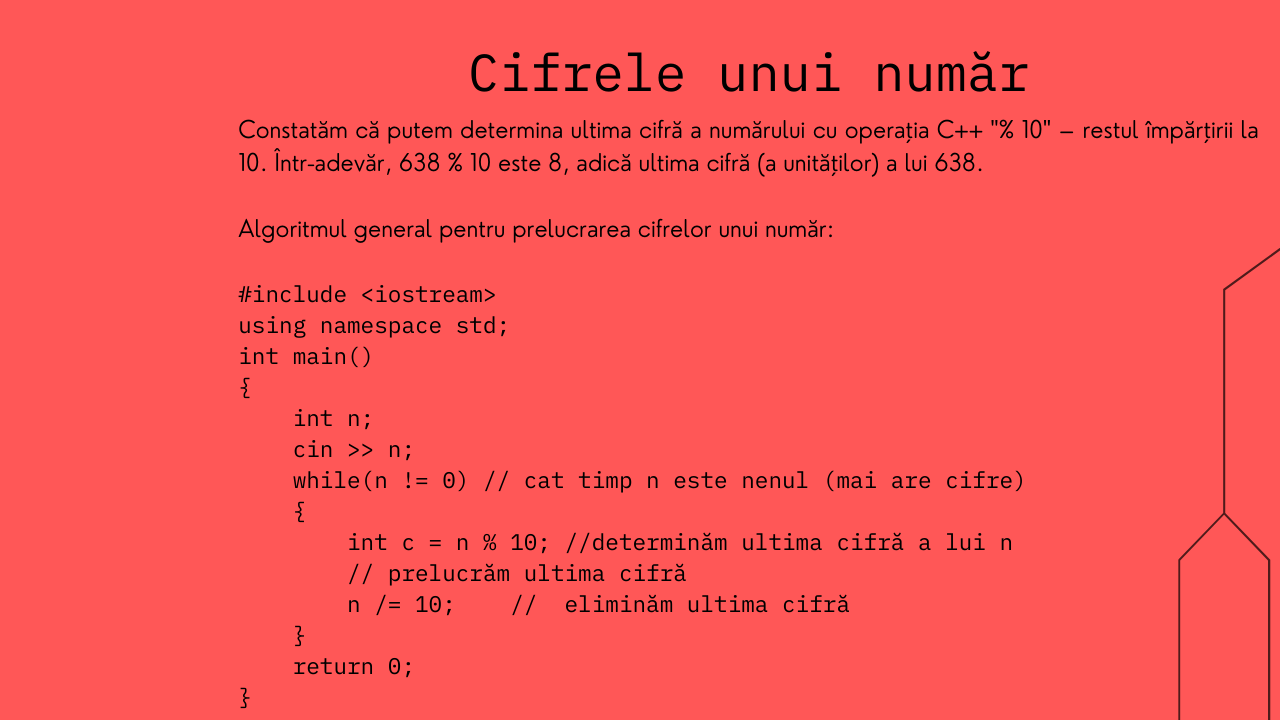 Cifrele unui număr
Constatăm că putem determina ultima cifră a numărului cu operația C++ "% 10" – restul împărțirii la
10. Într-adevăr, 638 % 10 este 8, adică ultima cifră (a unităților) a lui 638.
Algoritmul general pentru prelucrarea cifrelor unui număr:
#include <iostream>
using namespace std;
int main()
{
    int n;
    cin >> n;
    while(n != 0) // cat timp n este nenul (mai are cifre)
    {
        int c = n % 10; //determinăm ultima cifră a lui n
        // prelucrăm ultima cifră
        n /= 10;    //  eliminăm ultima cifră
    }
    return 0;
}